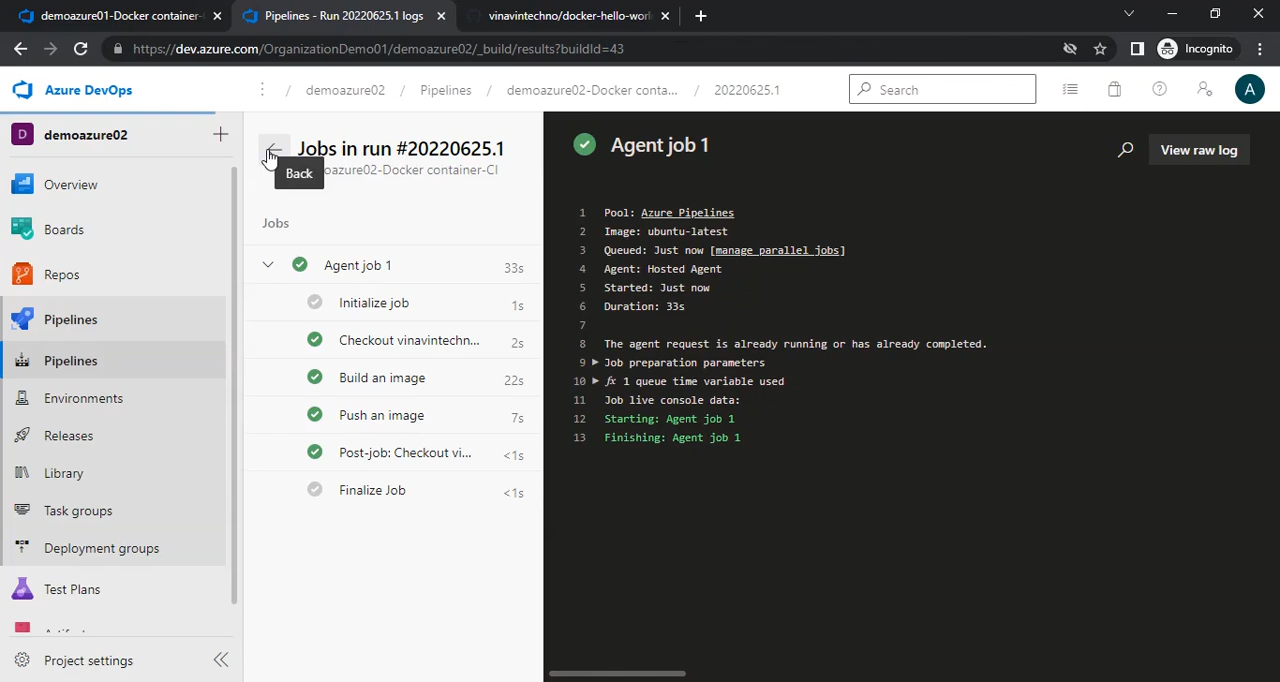 demoazure01-Docker container-
Pipelines - Run 20220625.1 logs
vinavintechno/docker-hello-worl
https://dev.azure.com/OrganizationDemo01/demoazure02/_build/results?buildId=43
Incognito
Azure DevOps
/ demoazure02 / Pipelines / demoazure02-Docker conta... / 20220625.1
Search
A
D
demoazure02
Overview
Boards
Repos
Pipelines
Pipelines
Environments
Releases
Library
Task groups
Deployment groups
Test Plans
Project settings
Jobs in run #20220625.1
oazure02-Docker container-CI
Back
Jobs
Agent job 1 33s
Initialize job 1s
Checkout vinavintechn... 2s
Build an image 22s
Push an image 7s
Post-job: Checkout vi... <1s
Finalize Job <1s
Agent job 1
View raw log
1 Pool: Azure Pipelines
2 Image: ubuntu-latest
3 Queued: Just now [manage parallel jobs]
4 Agent: Hosted Agent
5 Started: Just now
6 Duration: 33s
7
8 The agent request is already running or has already completed.
9 Job preparation parameters
10 fx 1 queue time variable used
11 Job live console data:
12 Starting: Agent job 1
13 Finishing: Agent job 1